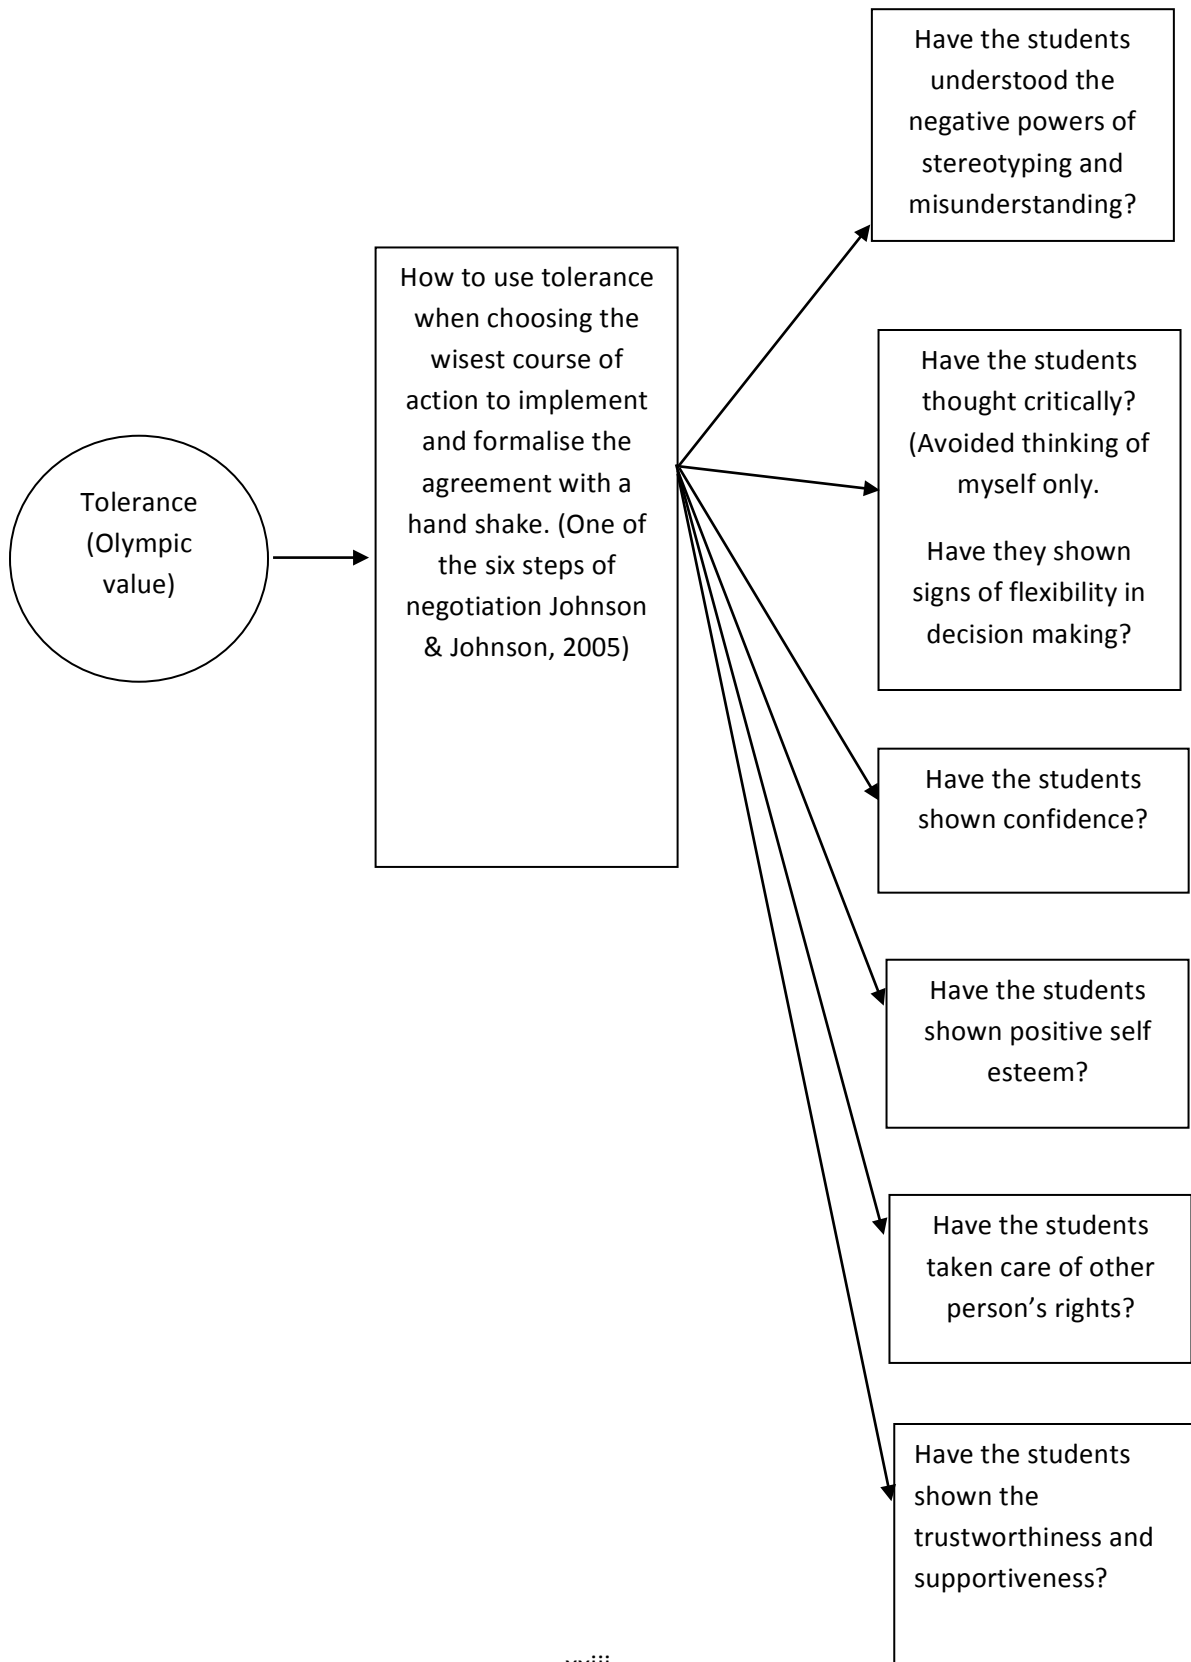 Tolerance
(Olympic
value)
How to use tolerance
when choosing the
wisest course of
action to implement
and formalise the
agreement with a
hand shake. (One of
the six steps of
negotiation Johnson
& Johnson, 2005)
Have the students
understood the
negative powers of
stereotyping and
misunderstanding?
Have the students
thought critically?
(Avoided thinking of
myself only.
Have they shown
signs of flexibility in
decision making?
Have the students
shown confidence?
Have the students
shown positive self
esteem?
Have the students
taken care of other
person’s rights?
Have the students
shown the
trustworthiness and
supportiveness?
xxiii